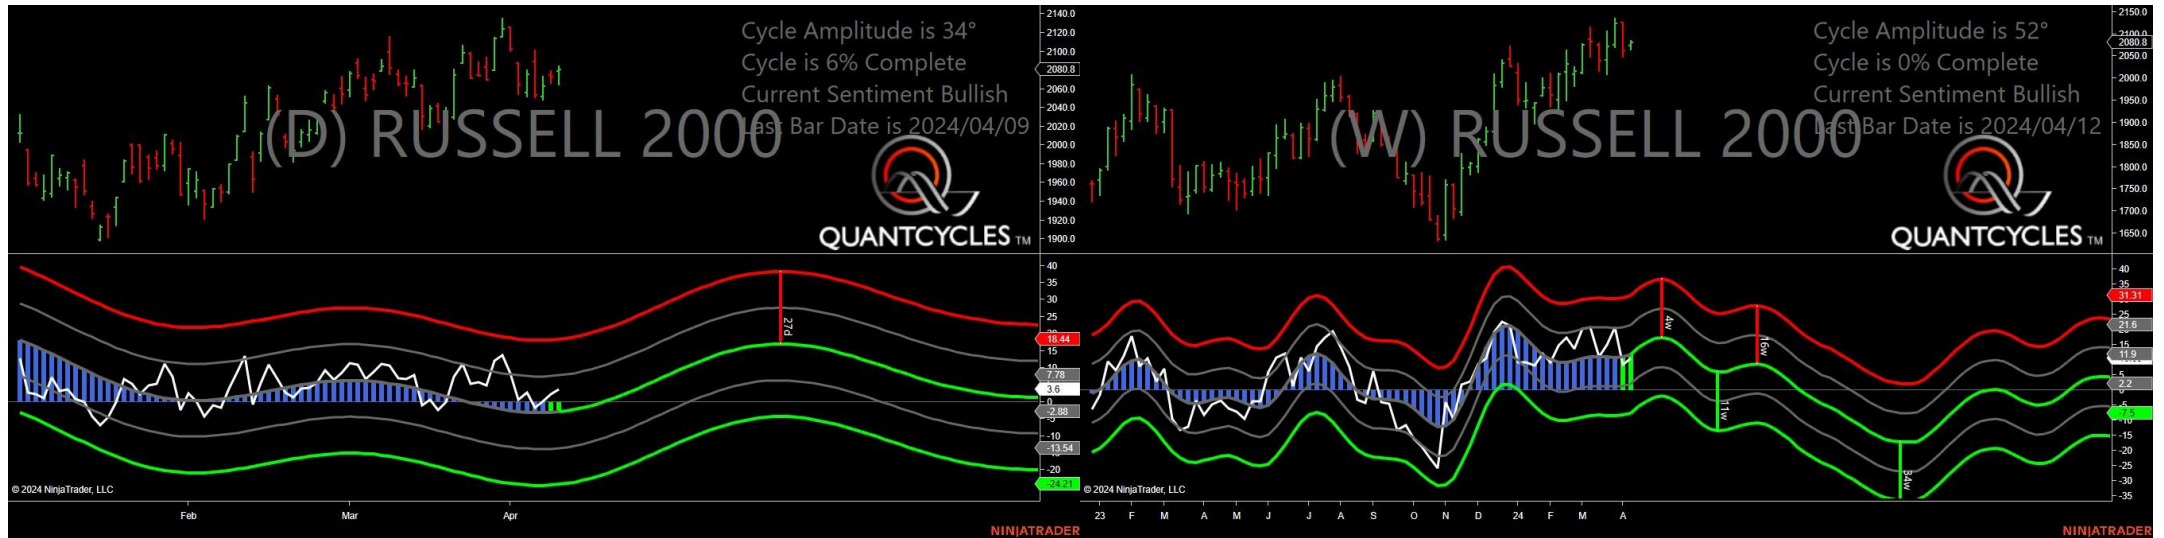 Cycle Amplitude is 34°
Cycle is 6% Complete
Current Sentiment Bullish
Last Bar Date is 2024/04/09
(D) RUSSELL 2000
QUANTCYCLES TM
2140.0
2120.0
2100.0
2080.8
2060.0
2040.0
2020.0
2000.0
1980.0
1960.0
1940.0
1920.0
1900.0
27d
40
35
30
25
18.44
15
7.78
3.6
0
-2.88
-5
-10
-13.54
-20
-24.21
© 2024 NinjaTrader, LLC
Feb
Mar
Apr
NINJATRADER
Cycle Amplitude is 52°
Cycle is 0% Complete
Current Sentiment Bullish
Last Bar Date is 2024/04/12
(W) RUSSELL 2000
QUANTCYCLES TM
2150.0
2100.0
2080.8
2050.0
2000.0
1950.0
1900.0
1850.0
1800.0
1750.0
1700.0
1650.0
4w
16w
11w
34w
40
35
31.31
25
21.6
15
11.9
5
2.2
-7.5
-10
-15
-20
-25
-30
-35
© 2024 NinjaTrader, LLC
23
F
M
A
M
J
J
A
S
O
N
D
24
F
M
A
NINJATRADER